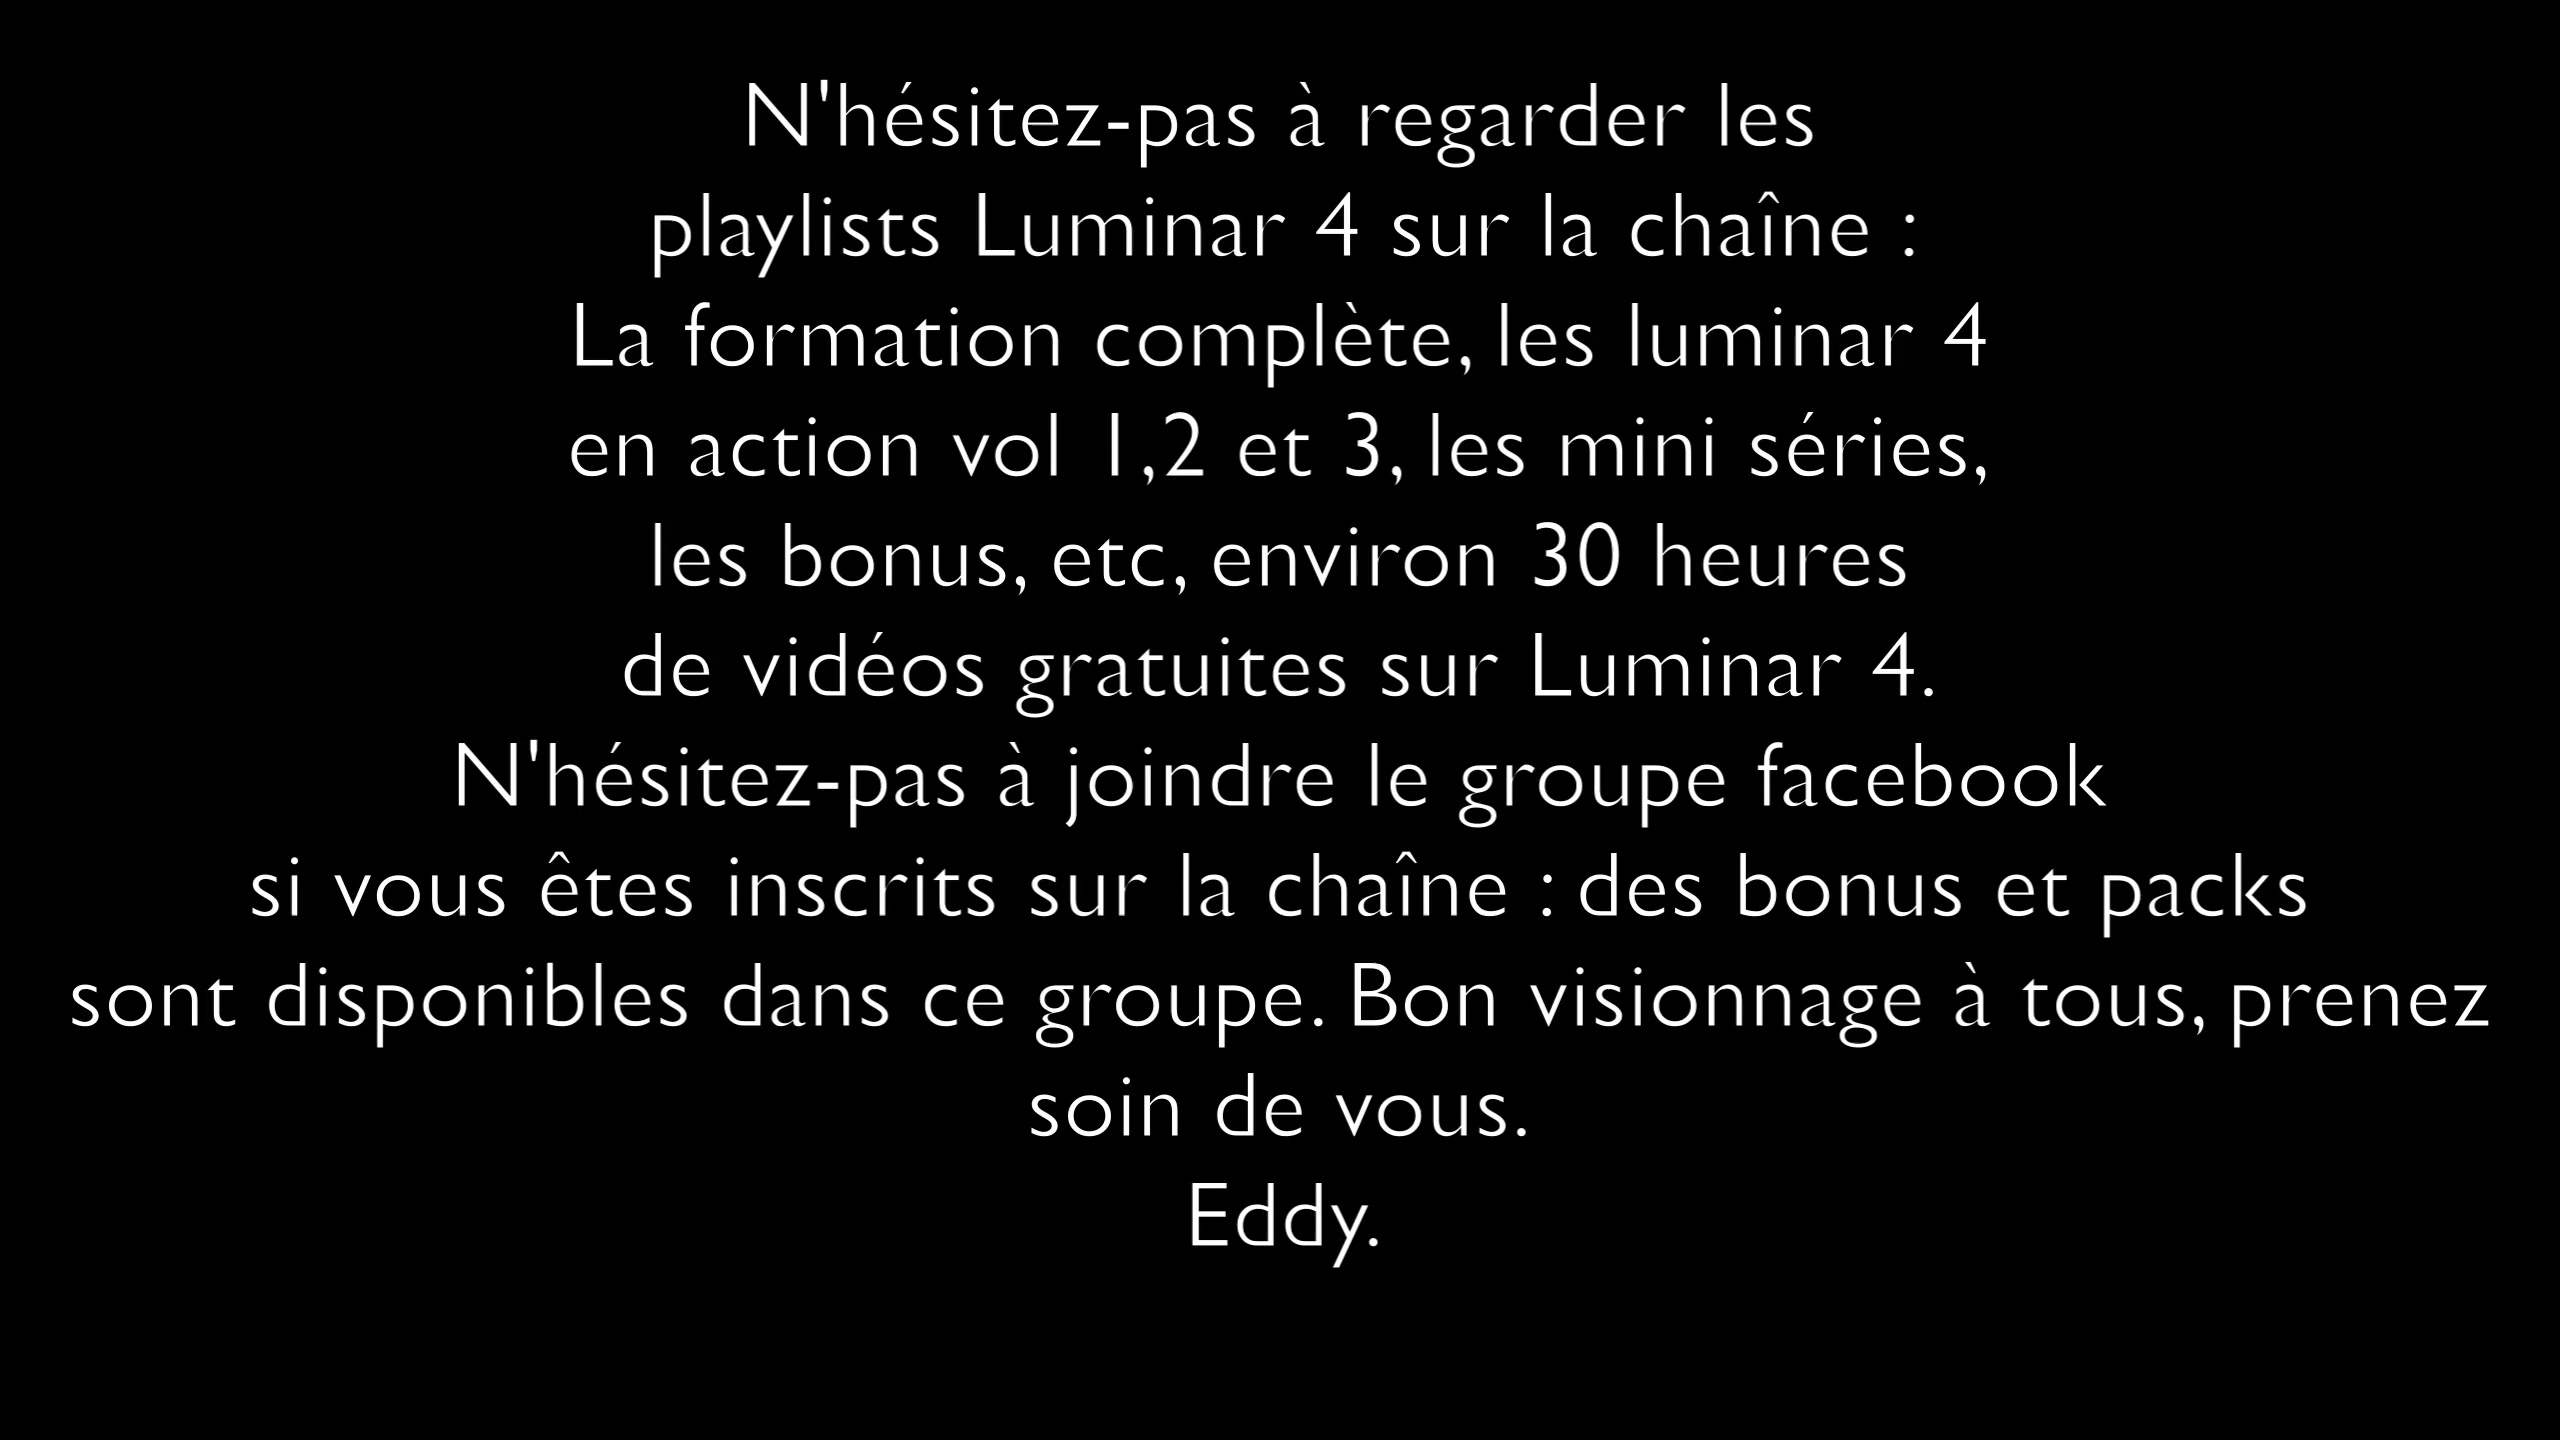 N'hésitez-pas à regarder les
playlists Luminar 4 sur la chaîne :
La formation complète, les luminar 4
en action vol 1,2 et 3, les mini séries,
les bonus, etc, environ 30 heures
de vidéos gratuites sur Luminar 4.
N'hésitez-pas à joindre le groupe facebook
si vous êtes inscrits sur la chaîne : des bonus et packs
sont disponibles dans ce groupe. Bon visionnage à tous, prenez
soin de vous.
Eddy.